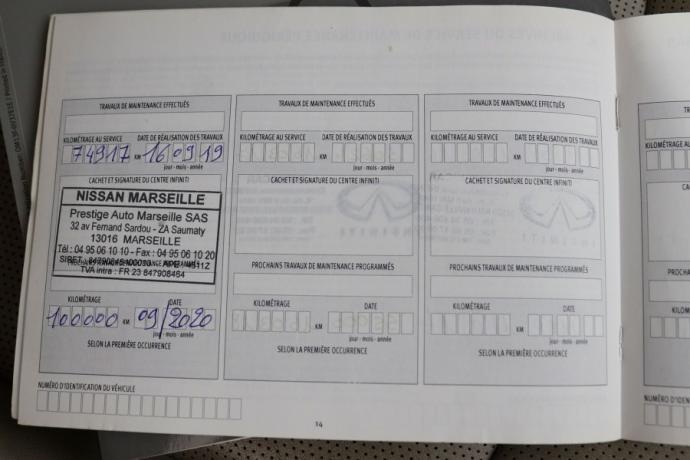 TRAVAUX DE MAINTENANCE EFFECTUÉS
KILOMÉTRAGE AU SERVICE DATE DE RÉALISATION DES TRAVAUX
74917 KM 16 09 19
jour - mois - année
CACHET ET SIGNATURE DU CENTRE INFINITI
NISSAN MARSEILLE
Prestige Auto Marseille SAS
32 av Fernand Sardou - ZA Saumaty
13016 MARSEILLE
Tél : 04 95 06 10 10 - Fax : 04 95 06 10 20
TVA intra : FR 23 847908464
KILOMÉTRAGE DATE
100000 KM 09/2020
jour - mois - année
SELON LA PREMIÈRE OCCURRENCE
TRAVAUX DE MAINTENANCE EFFECTUÉS
KILOMÉTRAGE AU SERVICE DATE DE RÉALISATION DES TRAVAUX
KM
jour - mois - année
CACHET ET SIGNATURE DU CENTRE INFINITI
PROCHAINS TRAVAUX DE MAINTENANCE PROGRAMMÉS
KILOMÉTRAGE DATE
KM
jour - mois - année
SELON LA PREMIÈRE OCCURRENCE
TRAVAUX DE MAINTENANCE EFFECTUÉS
KILOMÉTRAGE AU SERVICE DATE DE RÉALISATION DES TRAVAUX
KM
jour - mois - année
CACHET ET SIGNATURE DU CENTRE INFINITI
PROCHAINS TRAVAUX DE MAINTENANCE PROGRAMMÉS
KILOMÉTRAGE DATE
KM
jour - mois - année
SELON LA PREMIÈRE OCCURRENCE
NUMÉRO D'IDENTIFICATION DU VÉHICULE
14